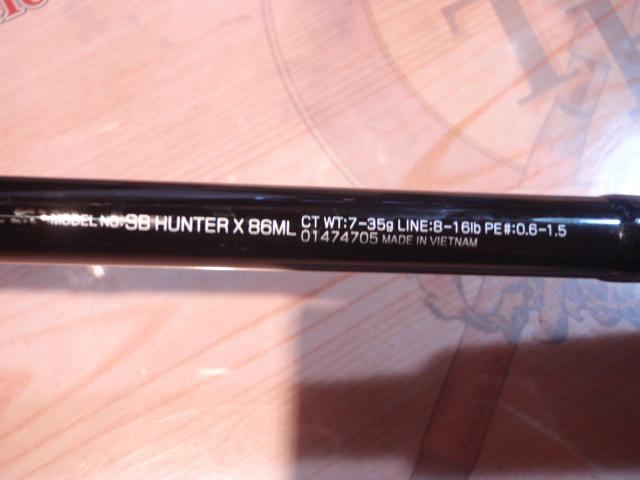 MODEL NO:SB HUNTER X 86ML CT WT:7-35g LINE:8-16lb PE#:0.6-1.5
01474705 MADE IN VIETNAM